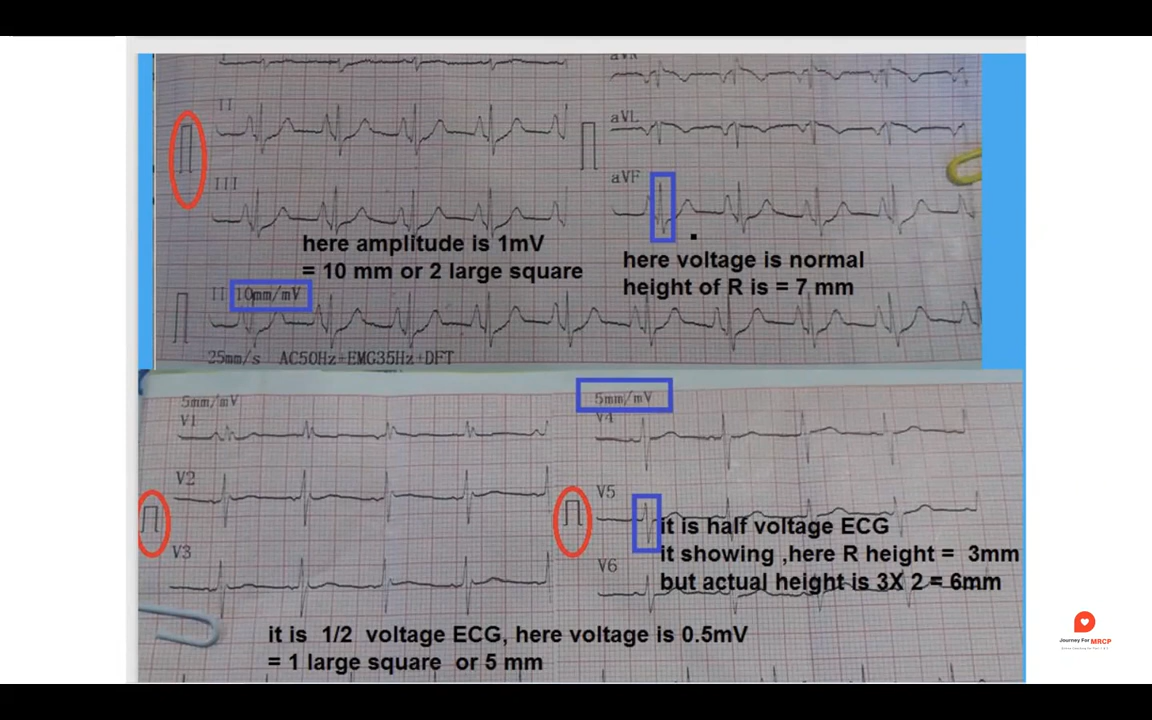 I
aVR
II
aVL
III
aVF
here amplitude is 1mV
= 10 mm or 2 large square
here voltage is normal
height of R is = 7 mm
II 10mm/mV
25mm/s AC50Hz+EMG35Hz+DFT
5mm/mV
5mm/mV
V1
V4
V2
V5
it is half voltage ECG
it showing ,here R height = 3mm
but actual height is 3X 2 = 6mm
V3
V6
it is 1/2 voltage ECG, here voltage is 0.5mV
= 1 large square or 5 mm
Journey For MRCP